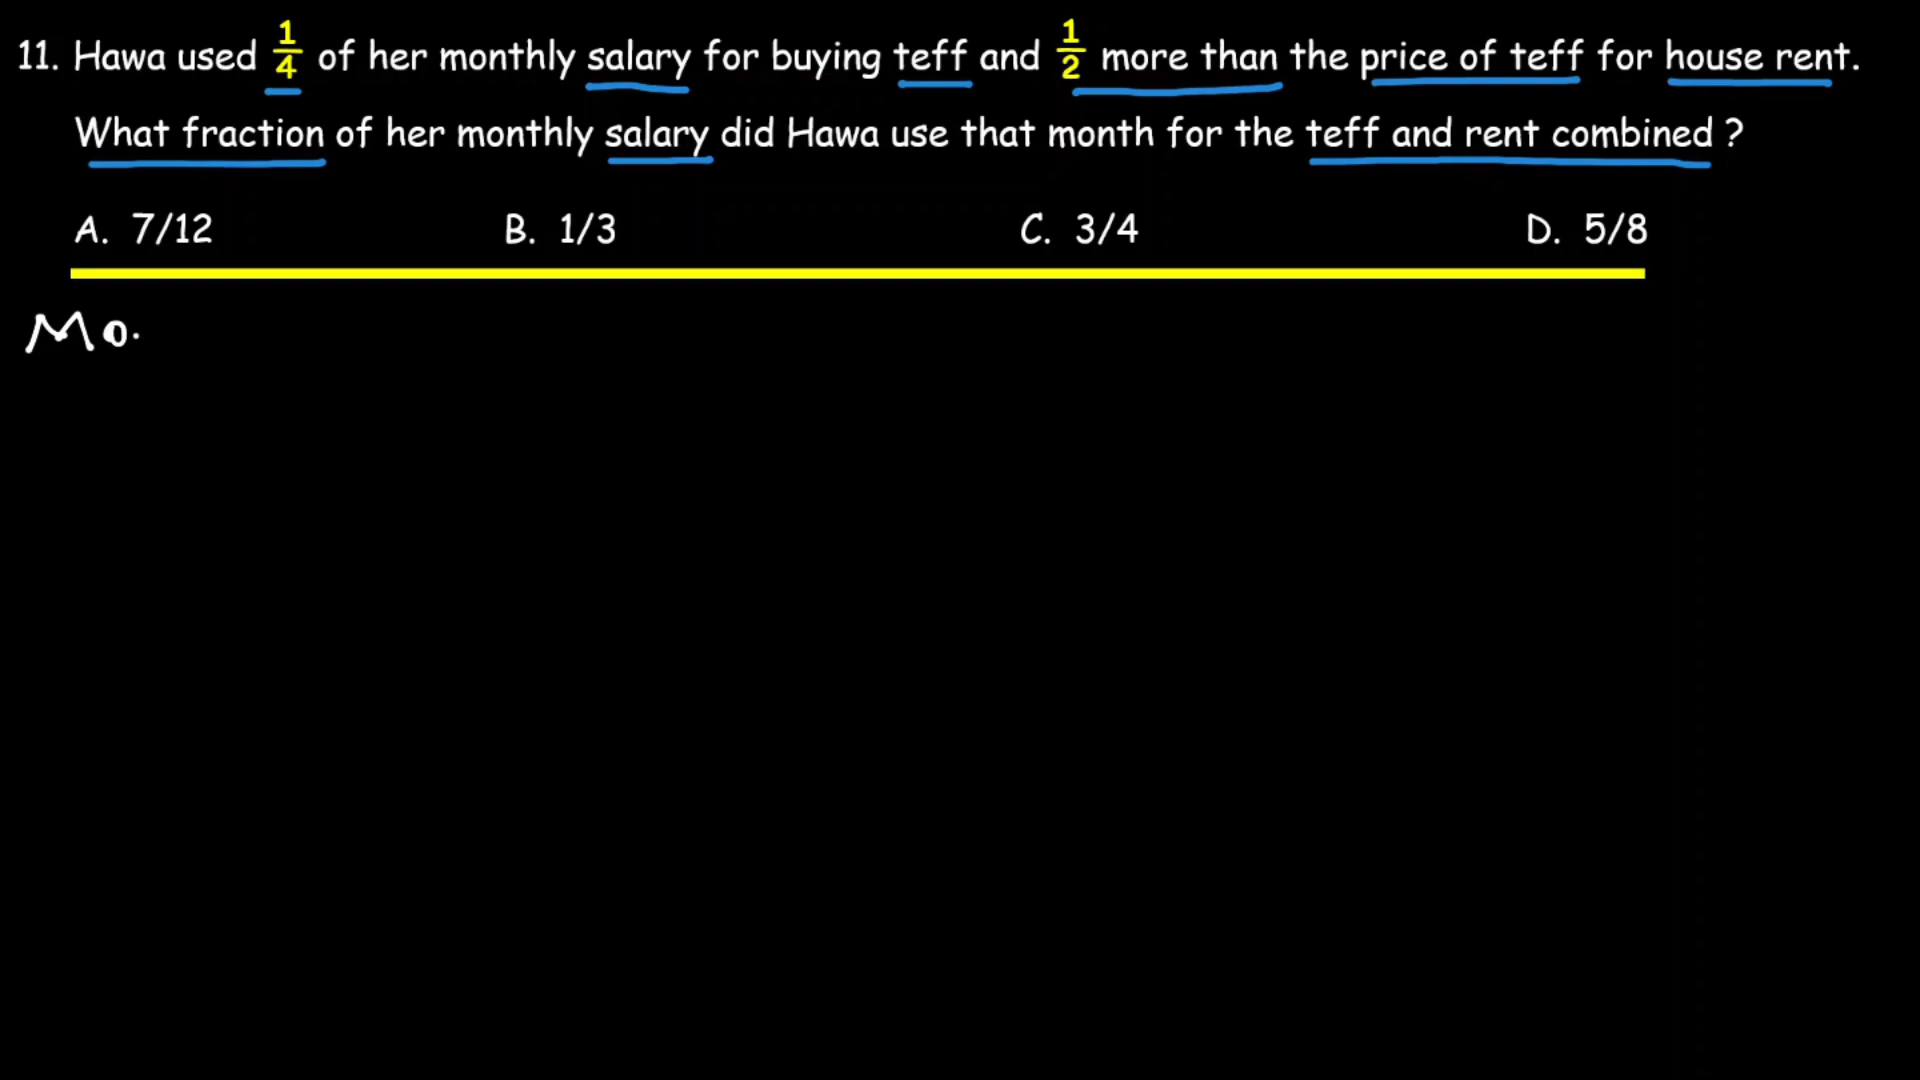 11. Hawa used 1/4 of her monthly salary for buying teff and 1/2 more than the price of teff for house rent.
What fraction of her monthly salary did Hawa use that month for the teff and rent combined ?
A. 7/12 B. 1/3 C. 3/4 D. 5/8
Mo.